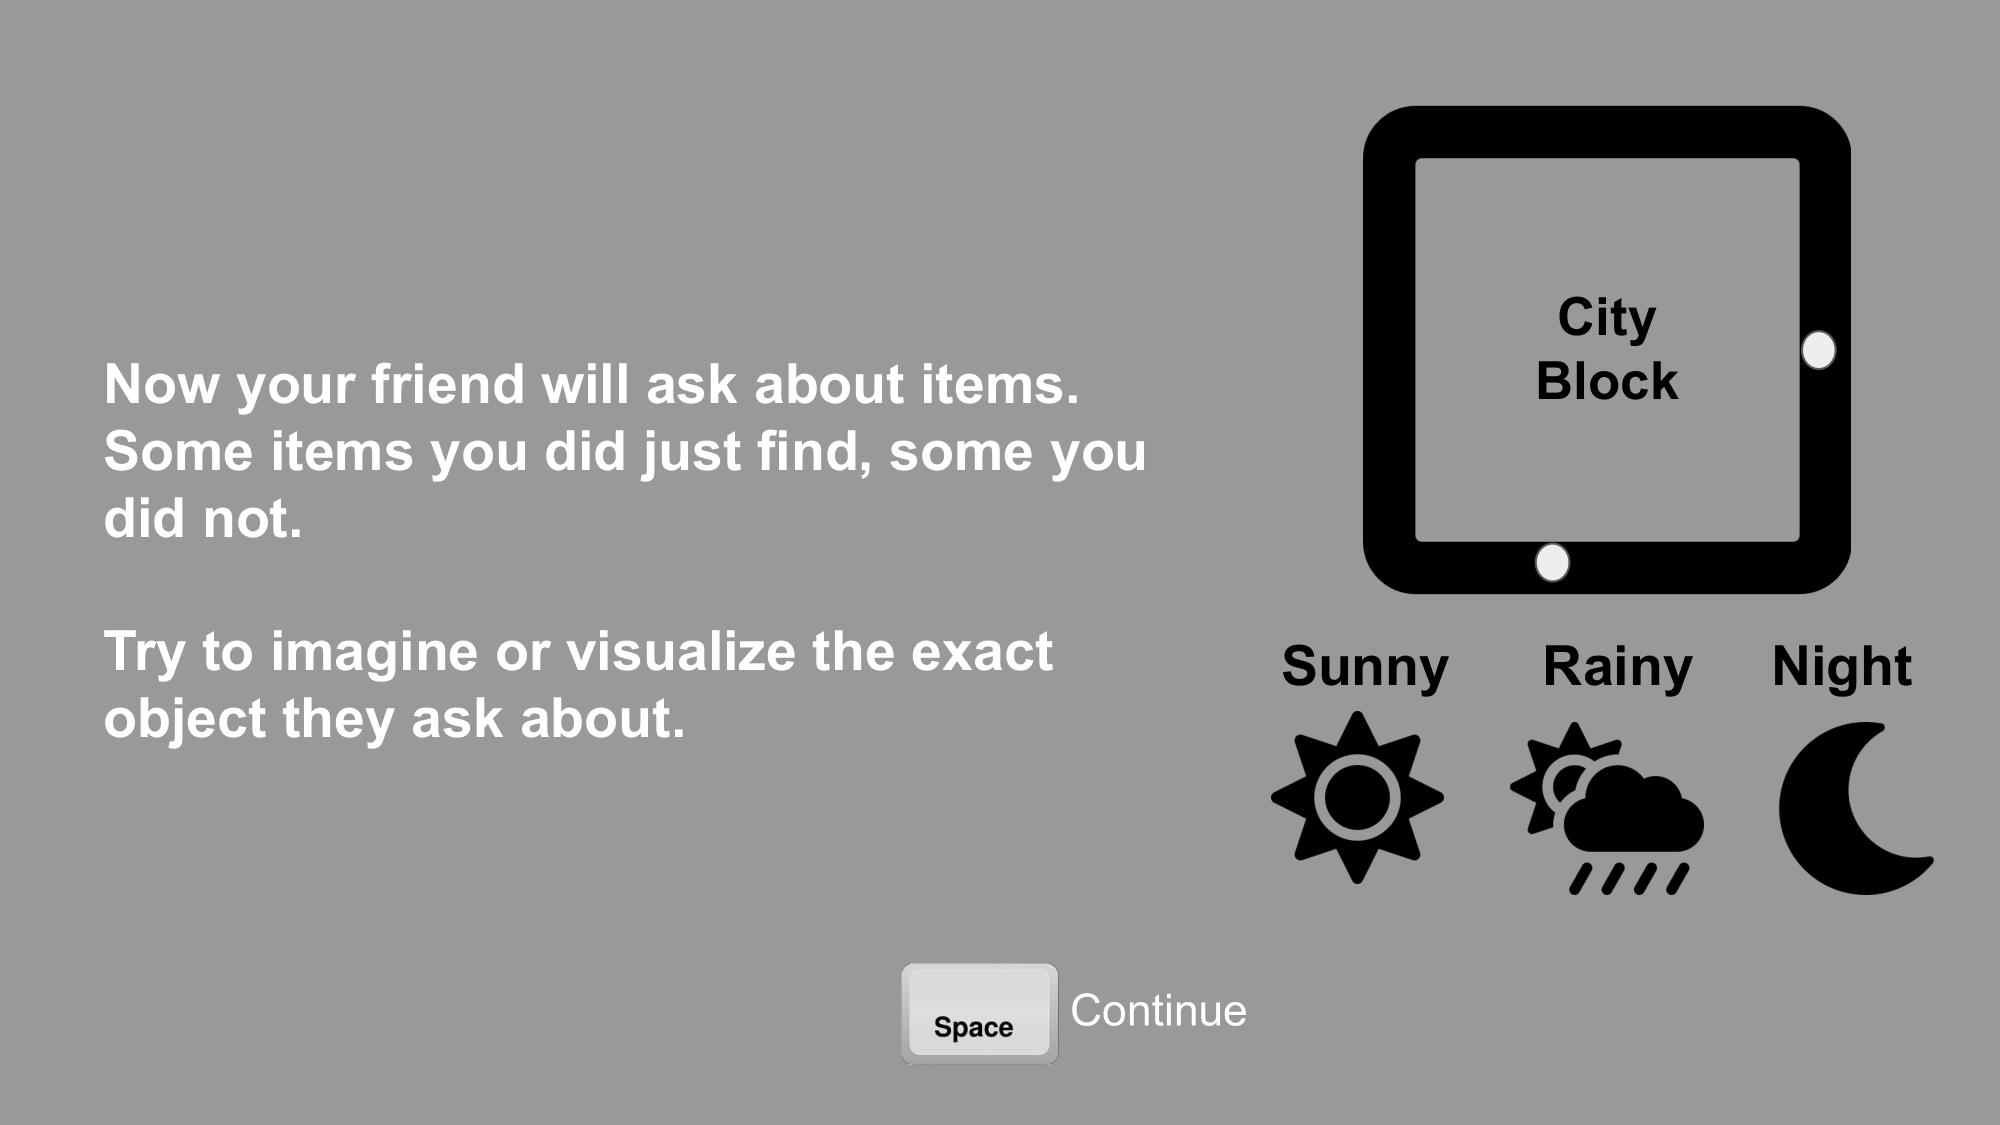 Now your friend will ask about items.
Some items you did just find, some you
did not.
Try to imagine or visualize the exact
object they ask about.
City
Block
Sunny Rainy Night
Space Continue